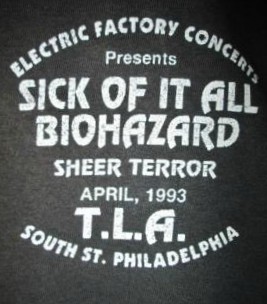 ELECTRIC FACTORY CONCERTS
Presents
SICK OF IT ALL
BIOHAZARD
SHEER TERROR
APRIL, 1993
T.L.A.
SOUTH ST. PHILADELPHIA